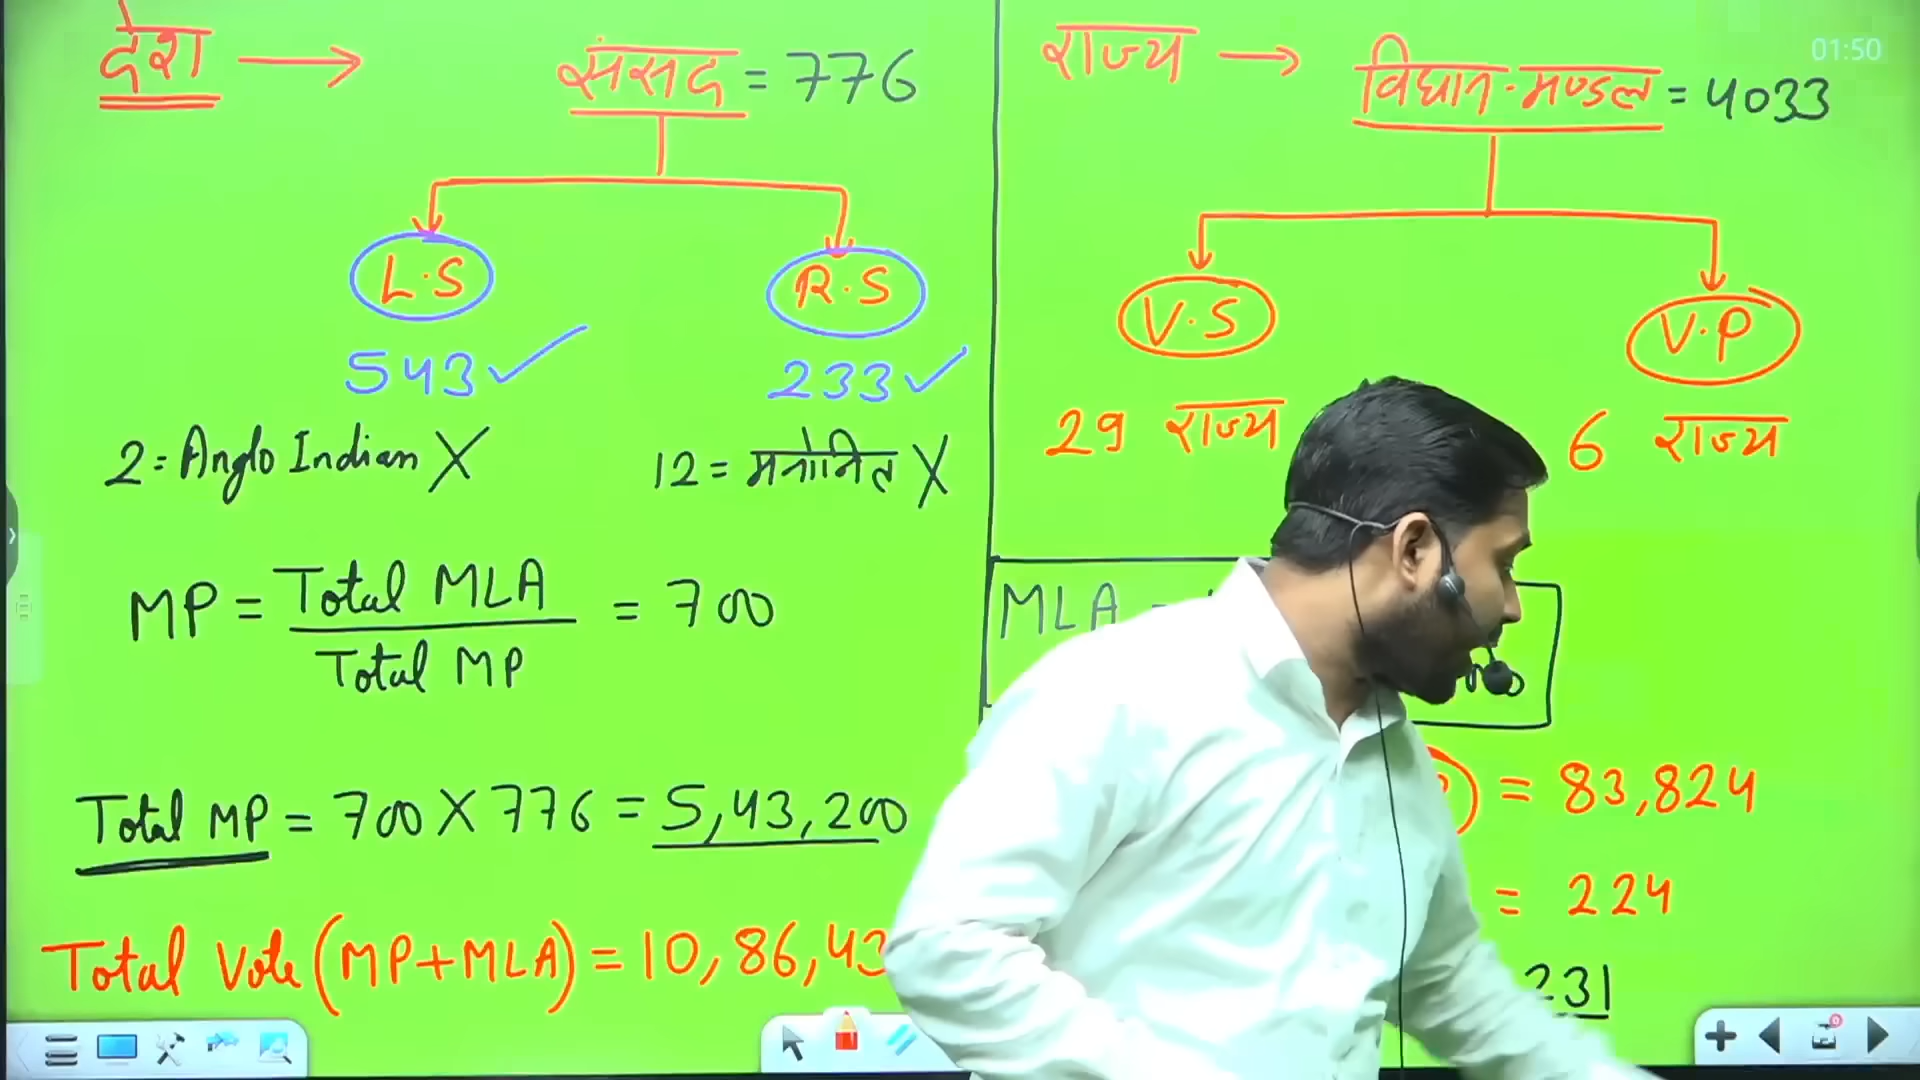 देश → संसद = 776
L.S
R.S
543 ✓
233 ✓
2 = Anglo Indian X
12 = मनोनित X
MP = Total MLA / Total MP = 700
Total MP = 700 X 776 = 5,43,200
Total Vote (MP+MLA) = 10,86,43
01:50
राज्य → विधान-मण्डल = 4033
V.S
V.P
29 राज्य
6 राज्य
MLA
= 83,824
= 224
231